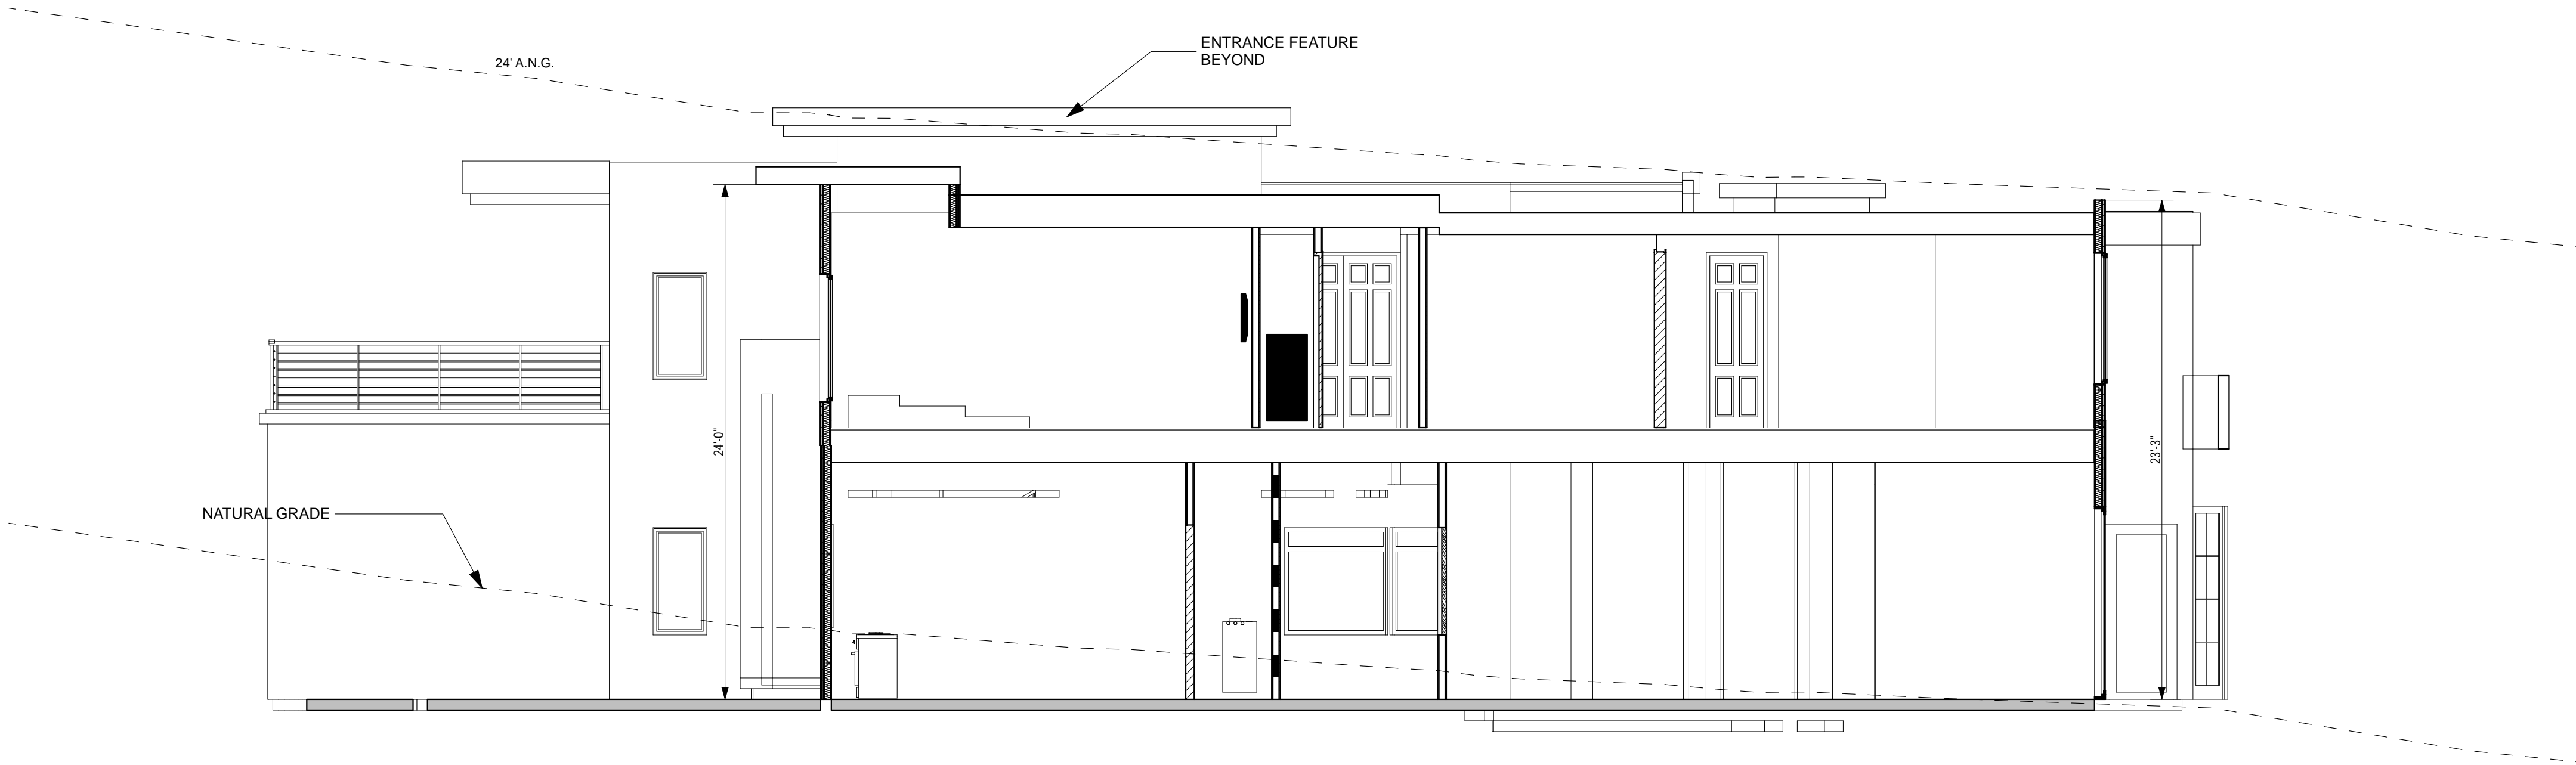 24' A.N.G.
ENTRANCE FEATURE
BEYOND
24'-0"
23'-3"
NATURAL GRADE